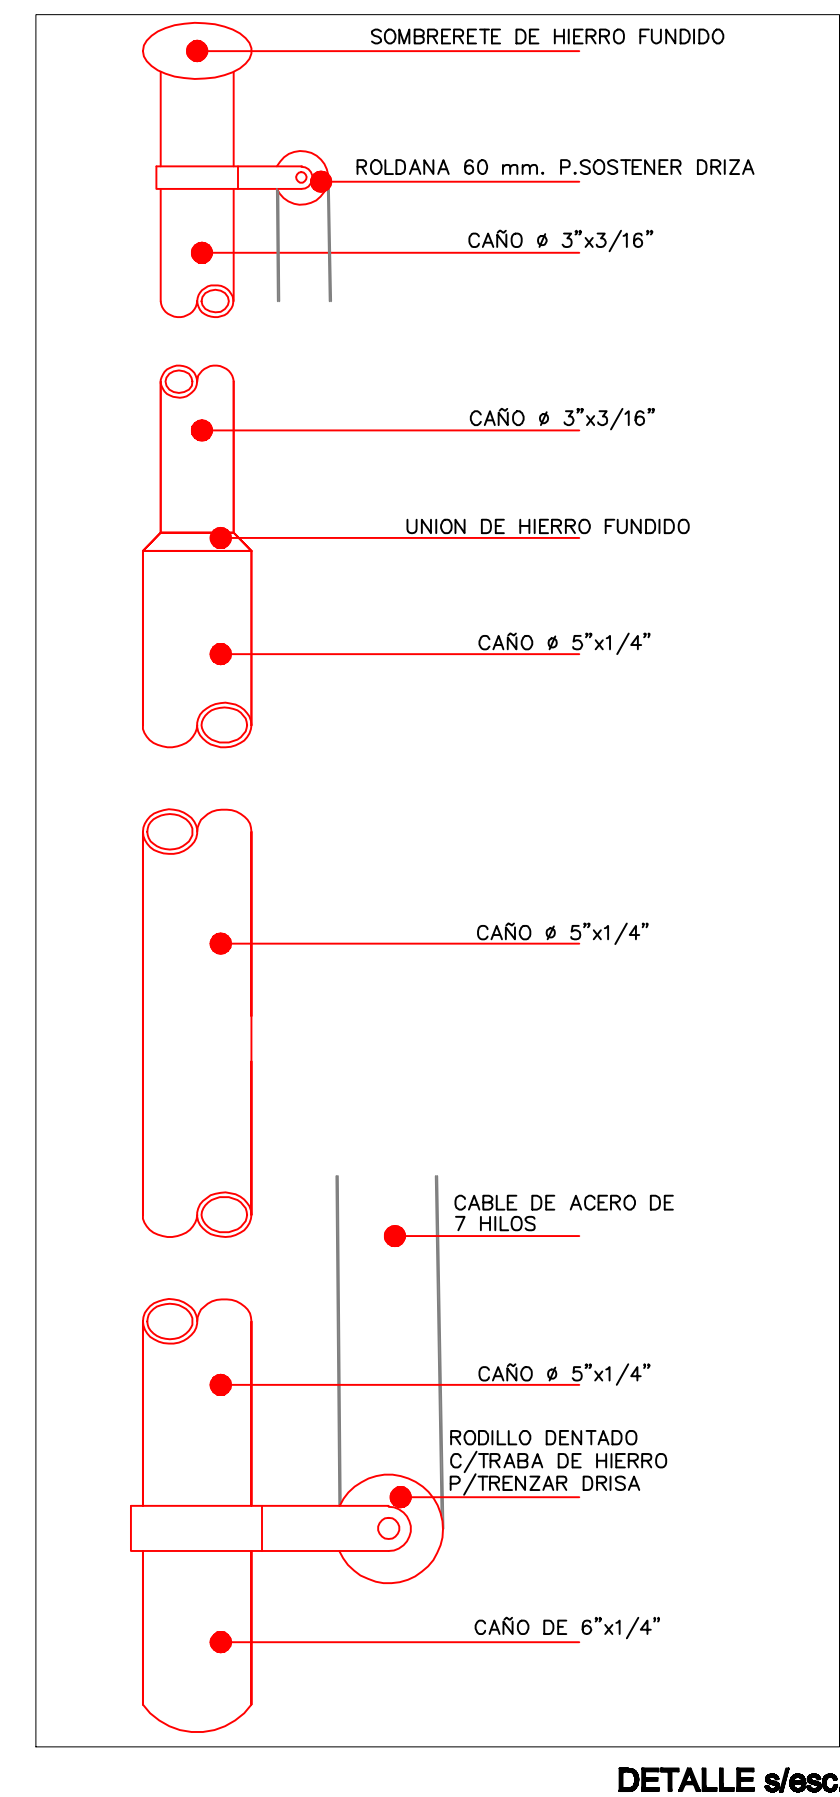 SOMBRERETE DE HIERRO FUNDIDO
ROLDANA 60 mm. P.SOSTENER DRIZA
CAÑO ø 3”x3/16”
CAÑO ø 3”x3/16”
UNION DE HIERRO FUNDIDO
CAÑO ø 5”x1/4”
CAÑO ø 5”x1/4”
CABLE DE ACERO DE
7 HILOS
CAÑO ø 5”x1/4”
RODILLO DENTADO
C/TRABA DE HIERRO
P/TRENZAR DRISA
CAÑO DE 6”x1/4”
DETALLE s/esc.